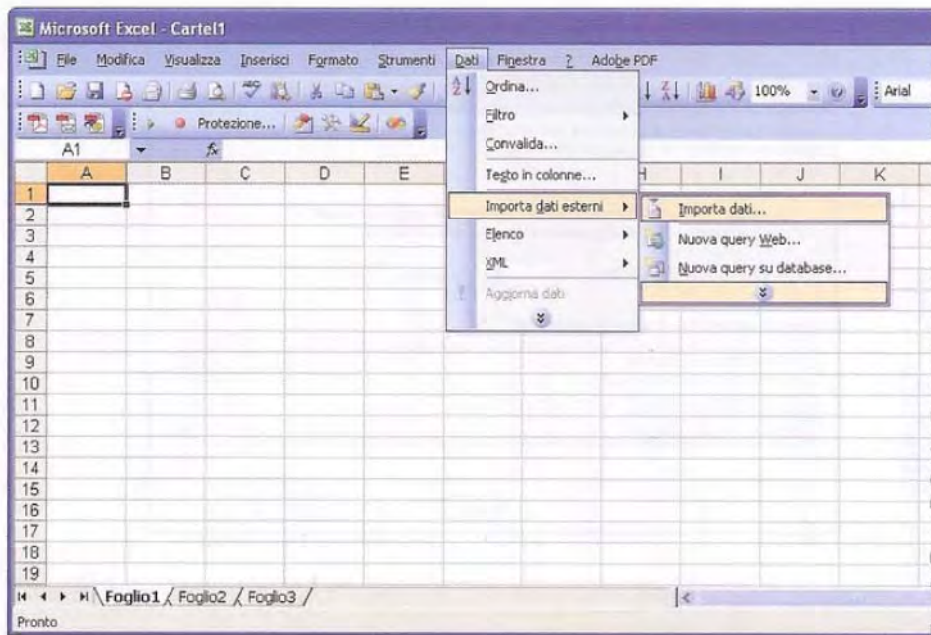 Microsoft Excel - Cartel1
File Modifica Visualizza Inserisci Formato Strumenti Dati Finestra ? Adobe PDF
100% Arial
Protezione...
A1 fx
A B C D E H I J K
1
2
3
4
5
6
7
8
9
10
11
12
13
14
15
16
17
18
19
Ordina...
Filtro
Convalida...
Testo in colonne...
Importa dati esterni
Elenco
XML
Aggiorna dati
Importa dati...
Nuova query Web...
Nuova query su database...
Foglio1 / Foglio2 / Foglio3 /
Pronto